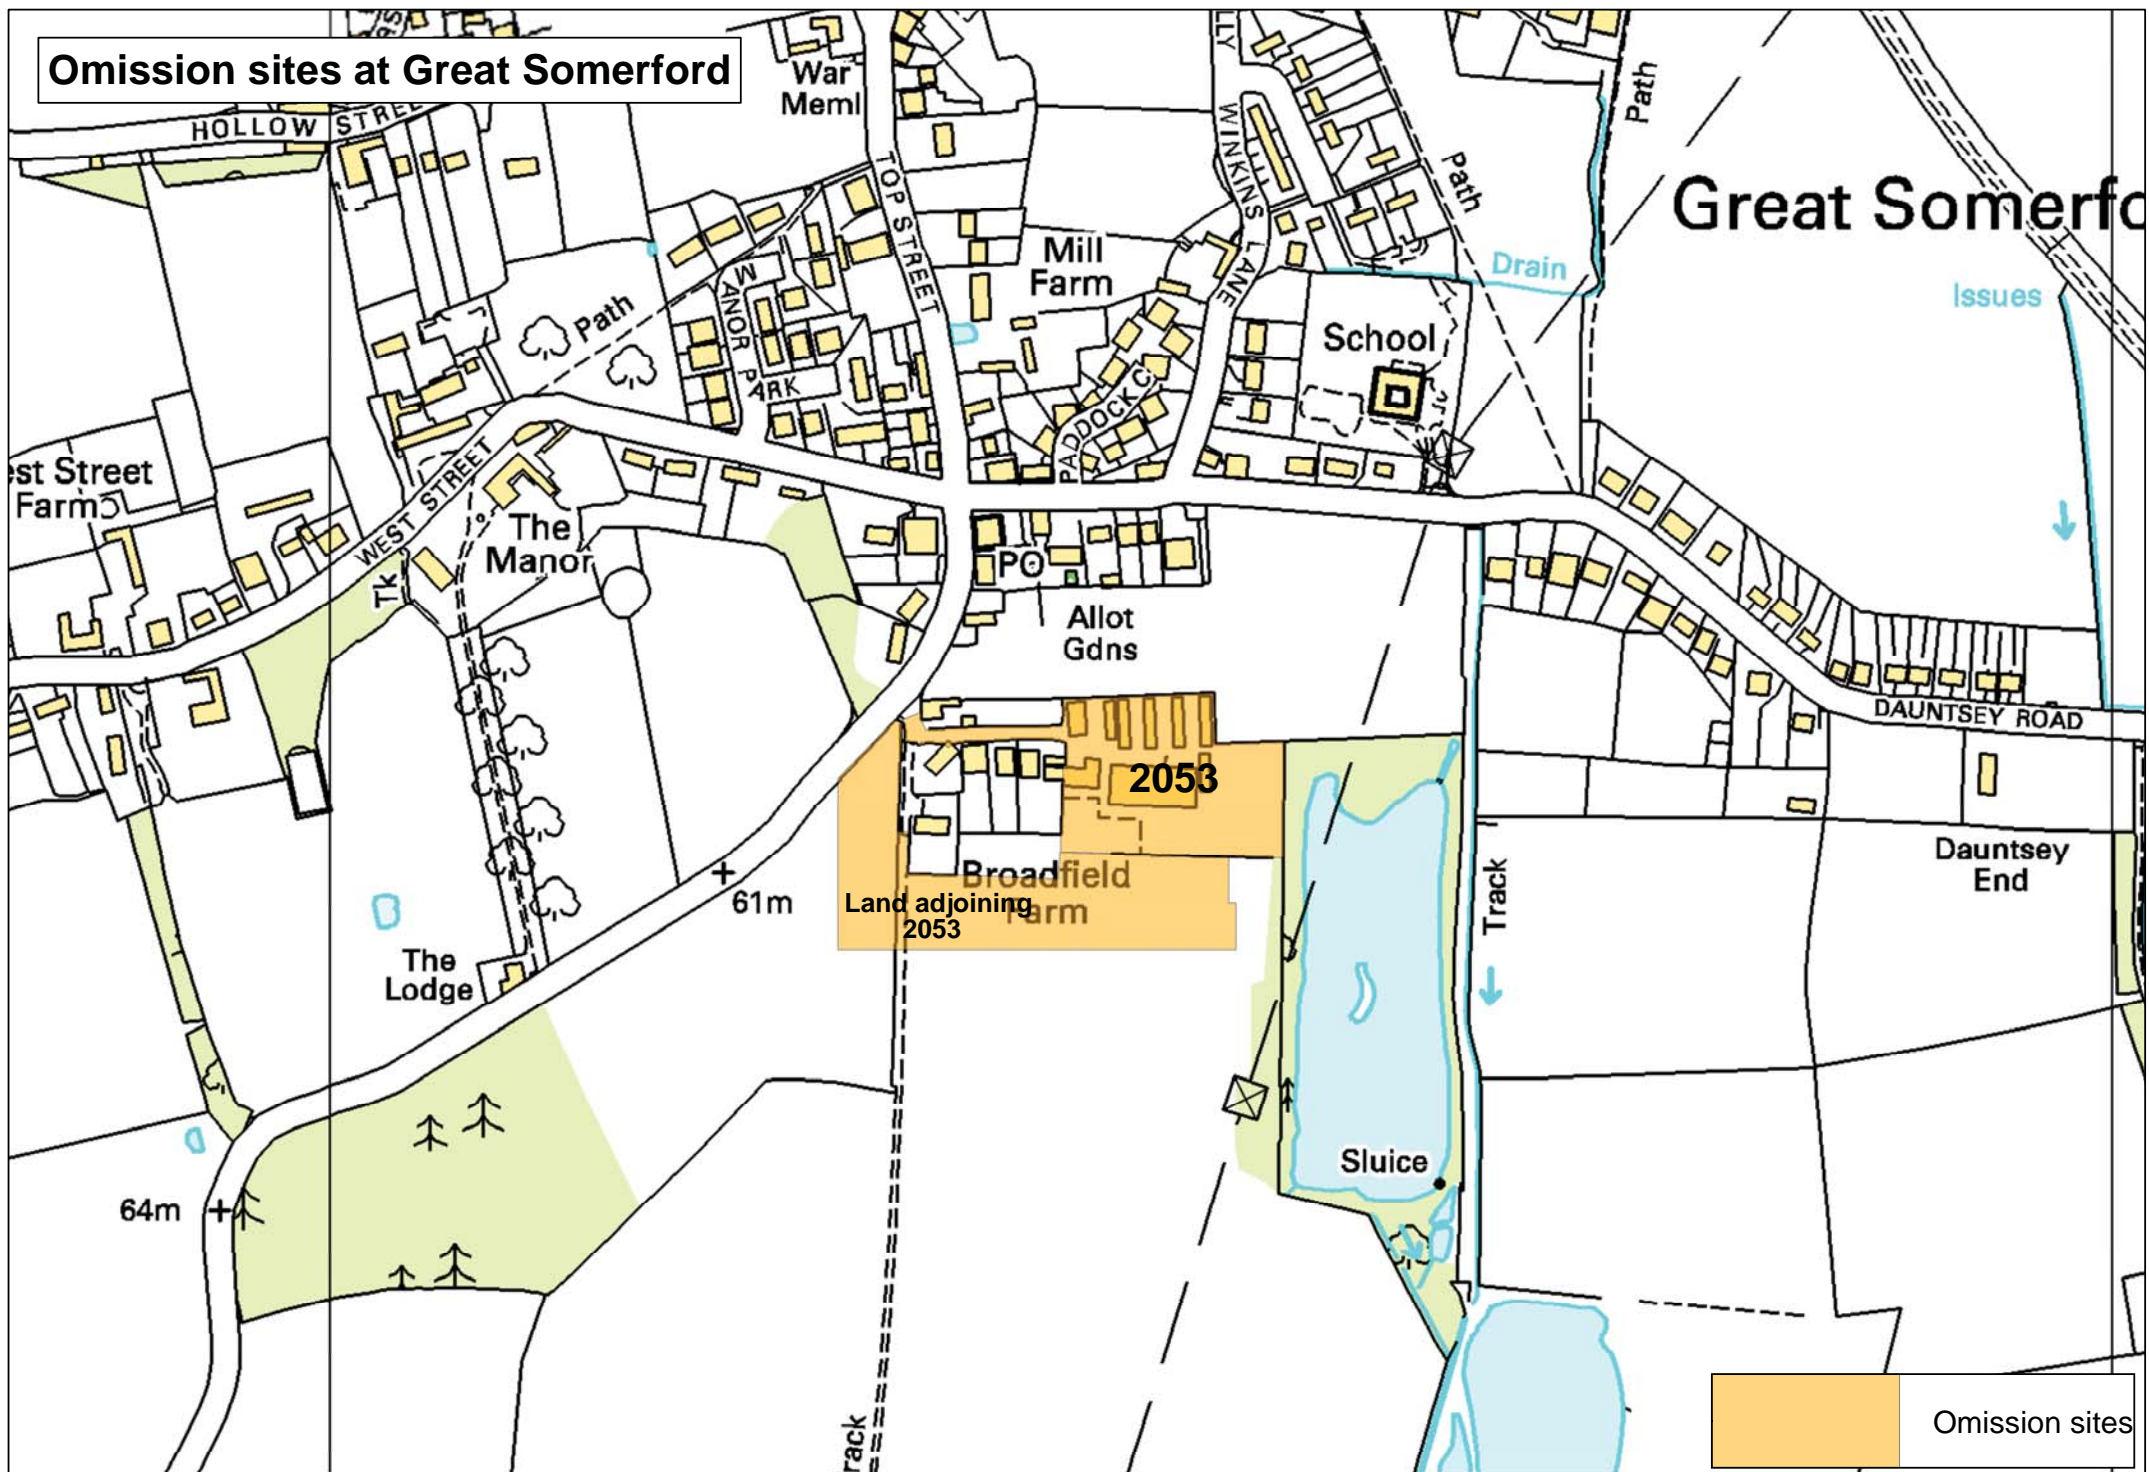 Omission sites at Great Somerford
HOLLOW
War
Meml
TOP STREET
WINKINS LANE
Path
Path
Great Somerfo
Drain
Issues
Mill
Farm
School
Path
MANOR
PARK
PADDOCK
est Street
Farm
WEST STREET
The
Manor
Tk
PO
Allot
Gdns
DAUNTSEY ROAD
2053
Broadfield
Farm
Land adjoining
2053
61m
Track
Dauntsey
End
The
Lodge
Sluice
64m
rack
Omission sites